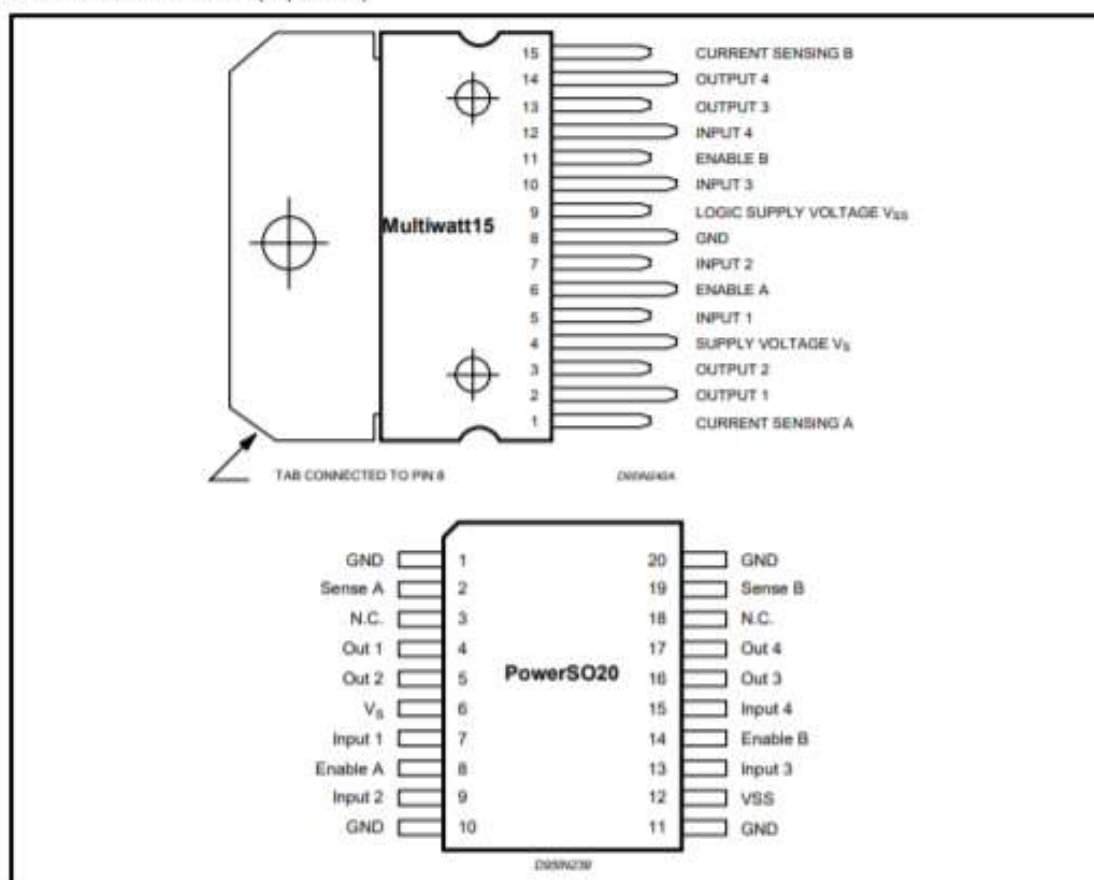 15 CURRENT SENSING B
14 OUTPUT 4
13 OUTPUT 3
12 INPUT 4
11 ENABLE B
10 INPUT 3
9 LOGIC SUPPLY VOLTAGE VSS
8 GND
7 INPUT 2
6 ENABLE A
5 INPUT 1
4 SUPPLY VOLTAGE VS
3 OUTPUT 2
2 OUTPUT 1
1 CURRENT SENSING A
Multiwatt15
TAB CONNECTED TO PIN 8
GND 1 20 GND
Sense A 2 19 Sense B
N.C. 3 18 N.C.
Out 1 4 17 Out 4
Out 2 5 PowerSO20 16 Out 3
VS 6 15 Input 4
Input 1 7 14 Enable B
Enable A 8 13 Input 3
Input 2 9 12 VSS
GND 10 11 GND
D95IN239